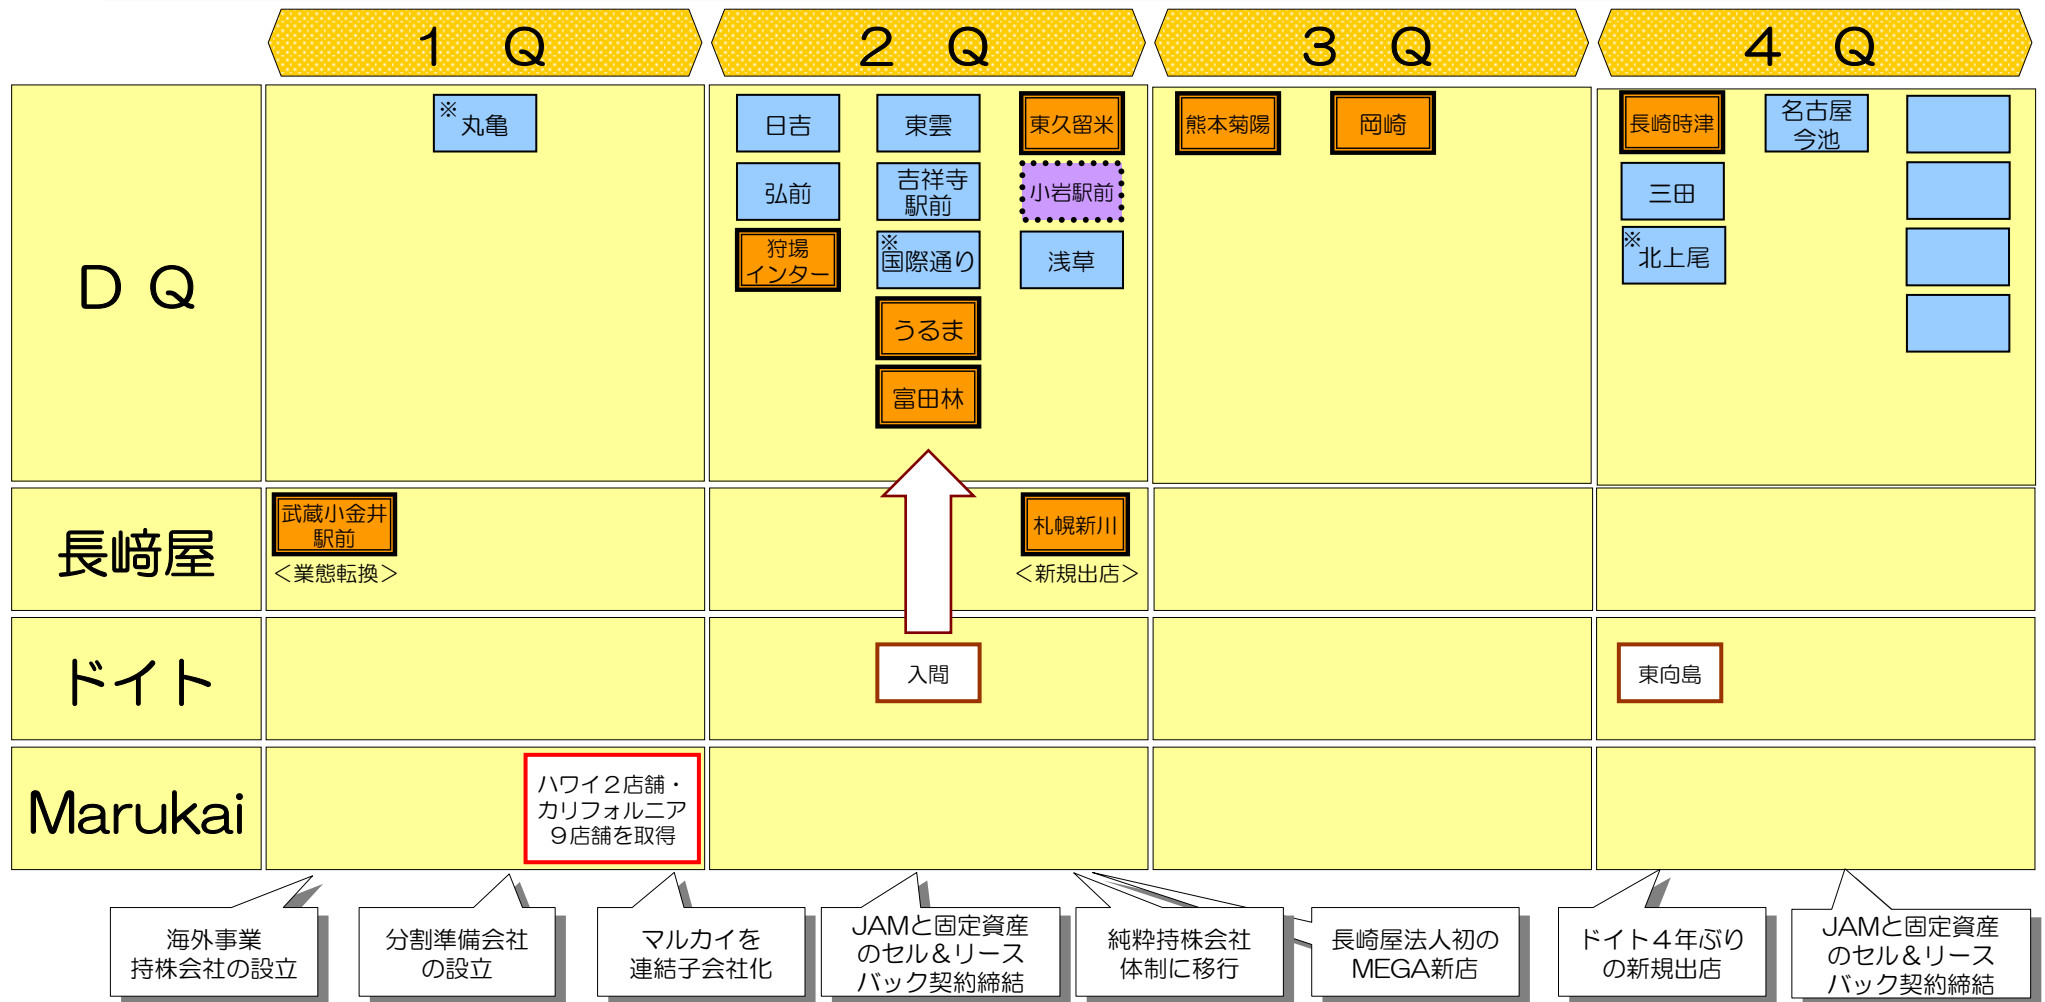 １　Ｑ
２　Ｑ
３　Ｑ
４　Ｑ
ＤＱ
※
丸亀
日吉
東雲
東久留米
弘前
吉祥寺
駅前
小岩駅前
狩場
インター
※
国際通り
浅草
うるま
富田林
熊本菊陽
岡崎
長崎時津
名古屋
今池
三田
※
北上尾
長﨑屋
武蔵小金井
駅前
＜業態転換＞
札幌新川
＜新規出店＞
ドイト
入間
東向島
Marukai
ハワイ２店舗・
カリフォルニア
９店舗を取得
海外事業
持株会社の設立
分割準備会社
の設立
マルカイを
連結子会社化
JAMと固定資産
のセル＆リース
バック契約締結
純粋持株会社
体制に移行
長崎屋法人初の
MEGA新店
ドイト４年ぶり
の新規出店
JAMと固定資産
のセル＆リース
バック契約締結